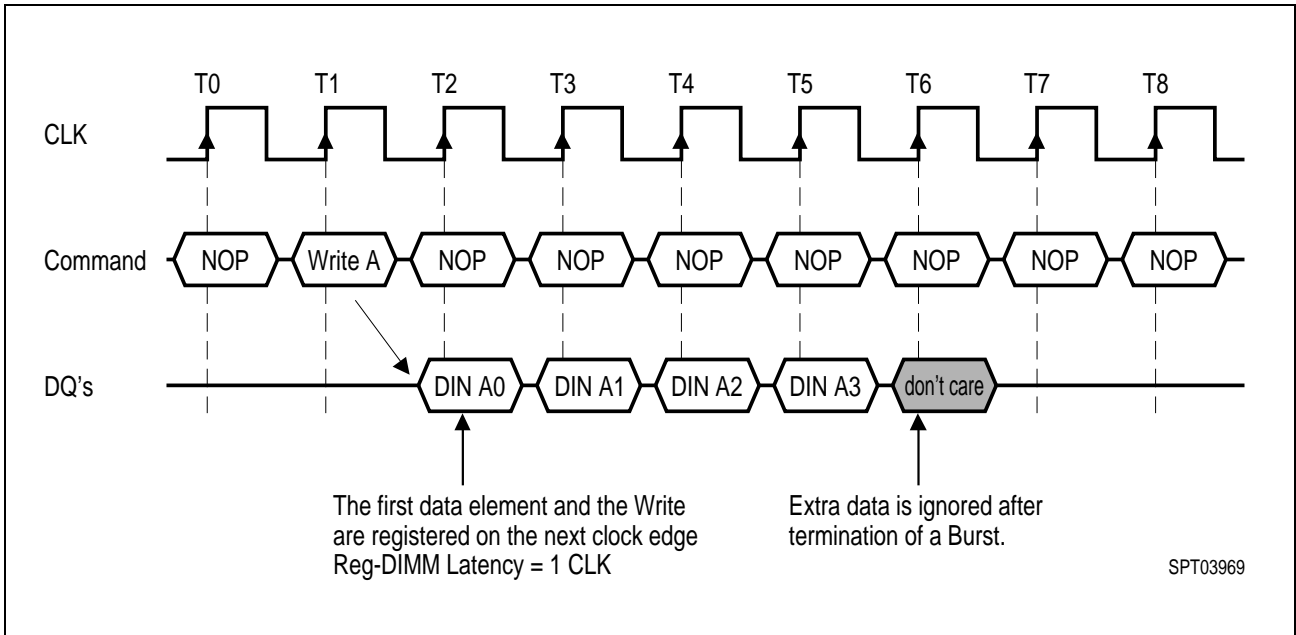 T0 T1 T2 T3 T4 T5 T6 T7 T8
CLK
Command NOP Write A NOP NOP NOP NOP NOP NOP NOP
DQ's DIN A0 DIN A1 DIN A2 DIN A3 don't care
The first data element and the Write
are registered on the next clock edge
Reg-DIMM Latency = 1 CLK
Extra data is ignored after
termination of a Burst.
SPT03969